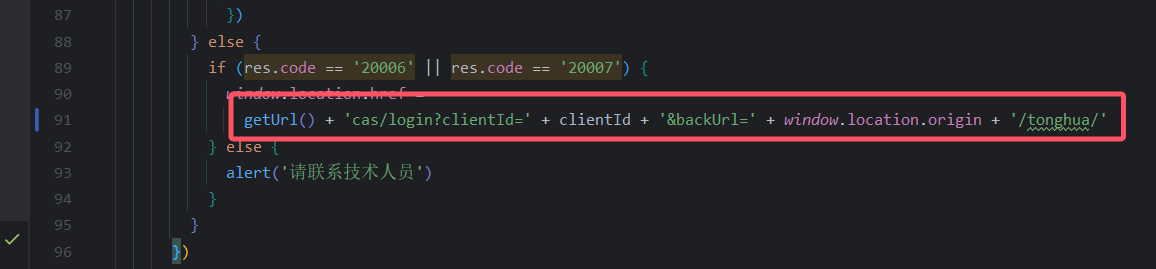 87 })
88 } else {
89 if (res.code == '20006' || res.code == '20007') {
90 window.location.href =
91 getUrl() + 'cas/login?clientId=' + clientId + '&backUrl=' + window.location.origin + '/tonghua/'
92 } else {
93 alert('请联系技术人员')
94 }
95 }
96 })